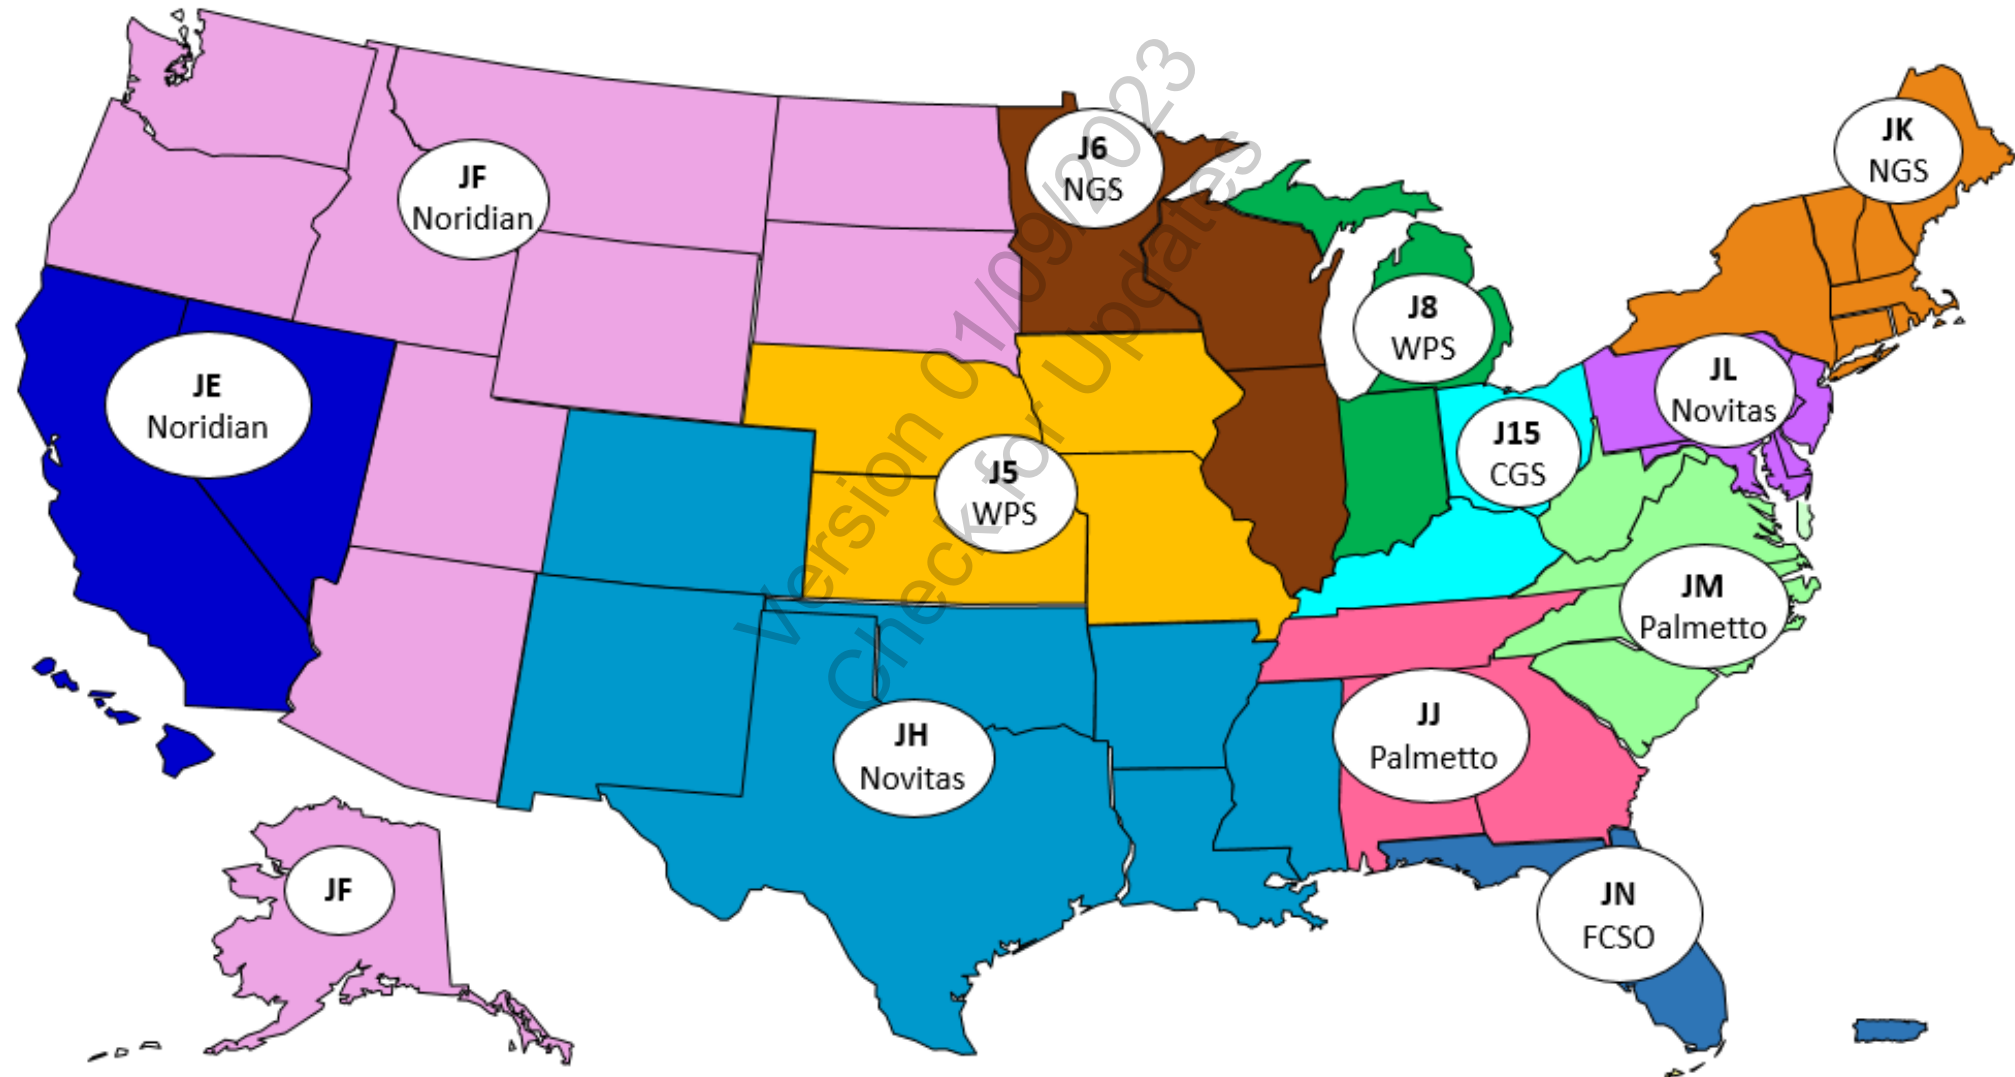 JF
Noridian
JE
Noridian
J6
NGS
J8
WPS
JK
NGS
JL
Novitas
J15
CGS
J5
WPS
JM
Palmetto
JH
Novitas
JJ
Palmetto
JN
FCSO
JF
Version 01/09/2023
Check for Updates